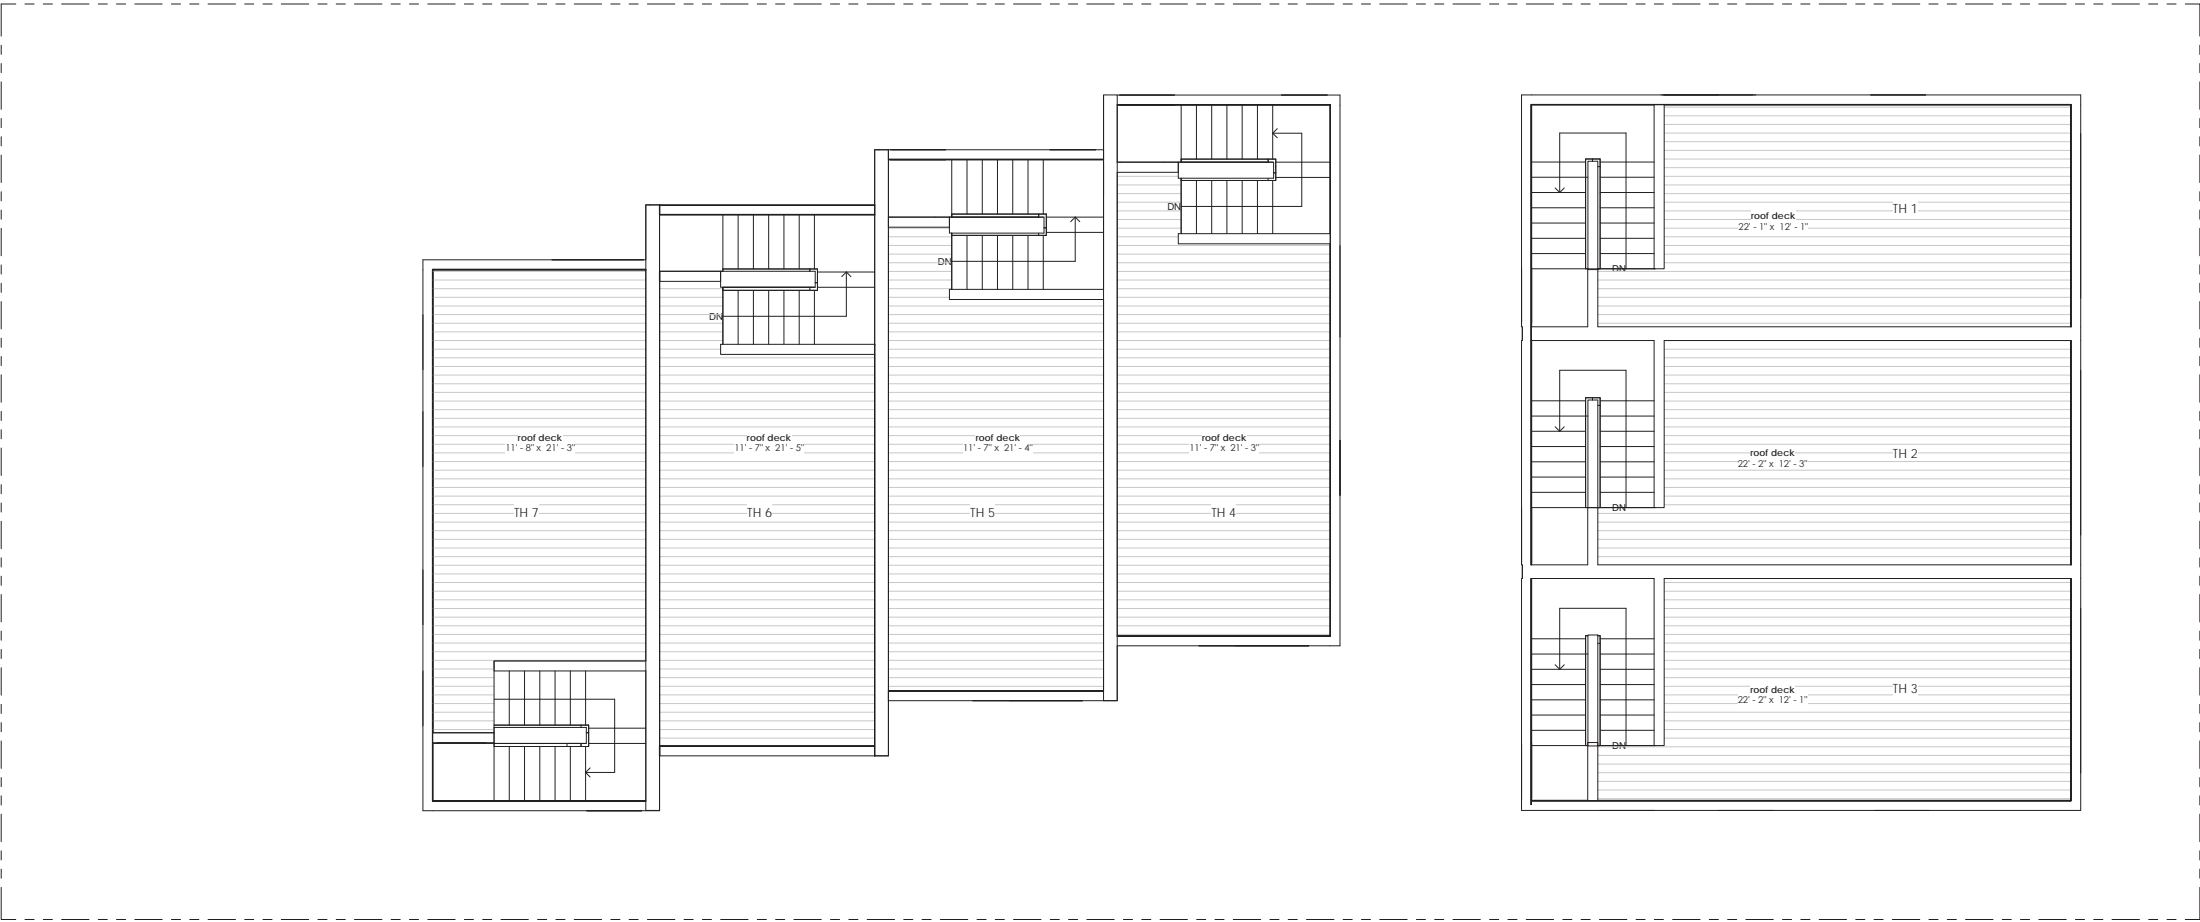 DN
roof deck
11' - 8" x 21' - 3"
TH 7
DN
roof deck
11' - 7" x 21' - 5"
TH 6
DN
roof deck
11' - 7" x 21' - 4"
TH 5
roof deck
11' - 7" x 21' - 3"
TH 4
TH 1
roof deck
22' - 1" x 12' - 1"
DN
TH 2
roof deck
22' - 2" x 12' - 3"
DN
TH 3
roof deck
22' - 2" x 12' - 1"
DN